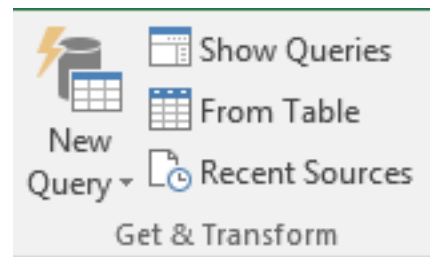 New
Query
Show Queries
From Table
Recent Sources
Get & Transform